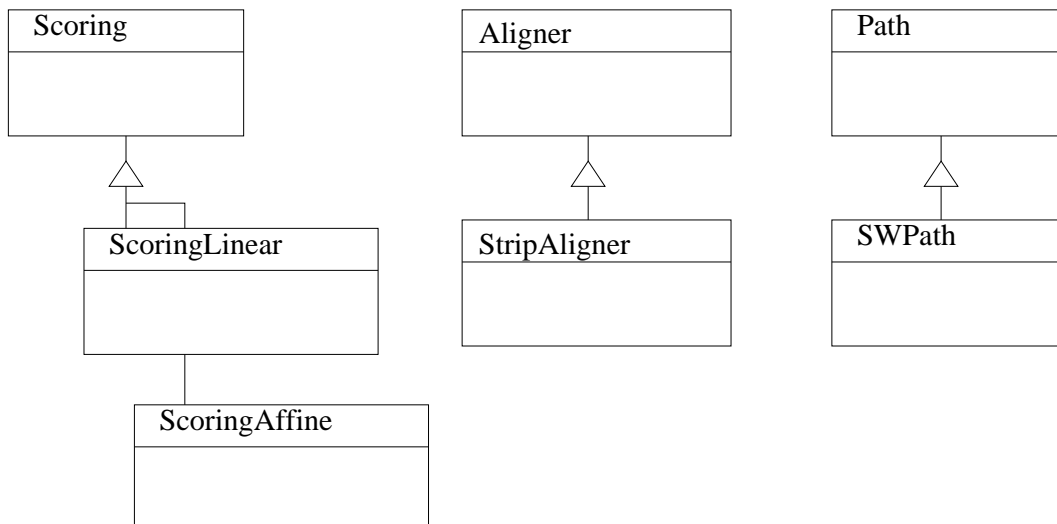 Scoring
Aligner
Path
ScoringLinear
StripAligner
SWPath
ScoringAffine